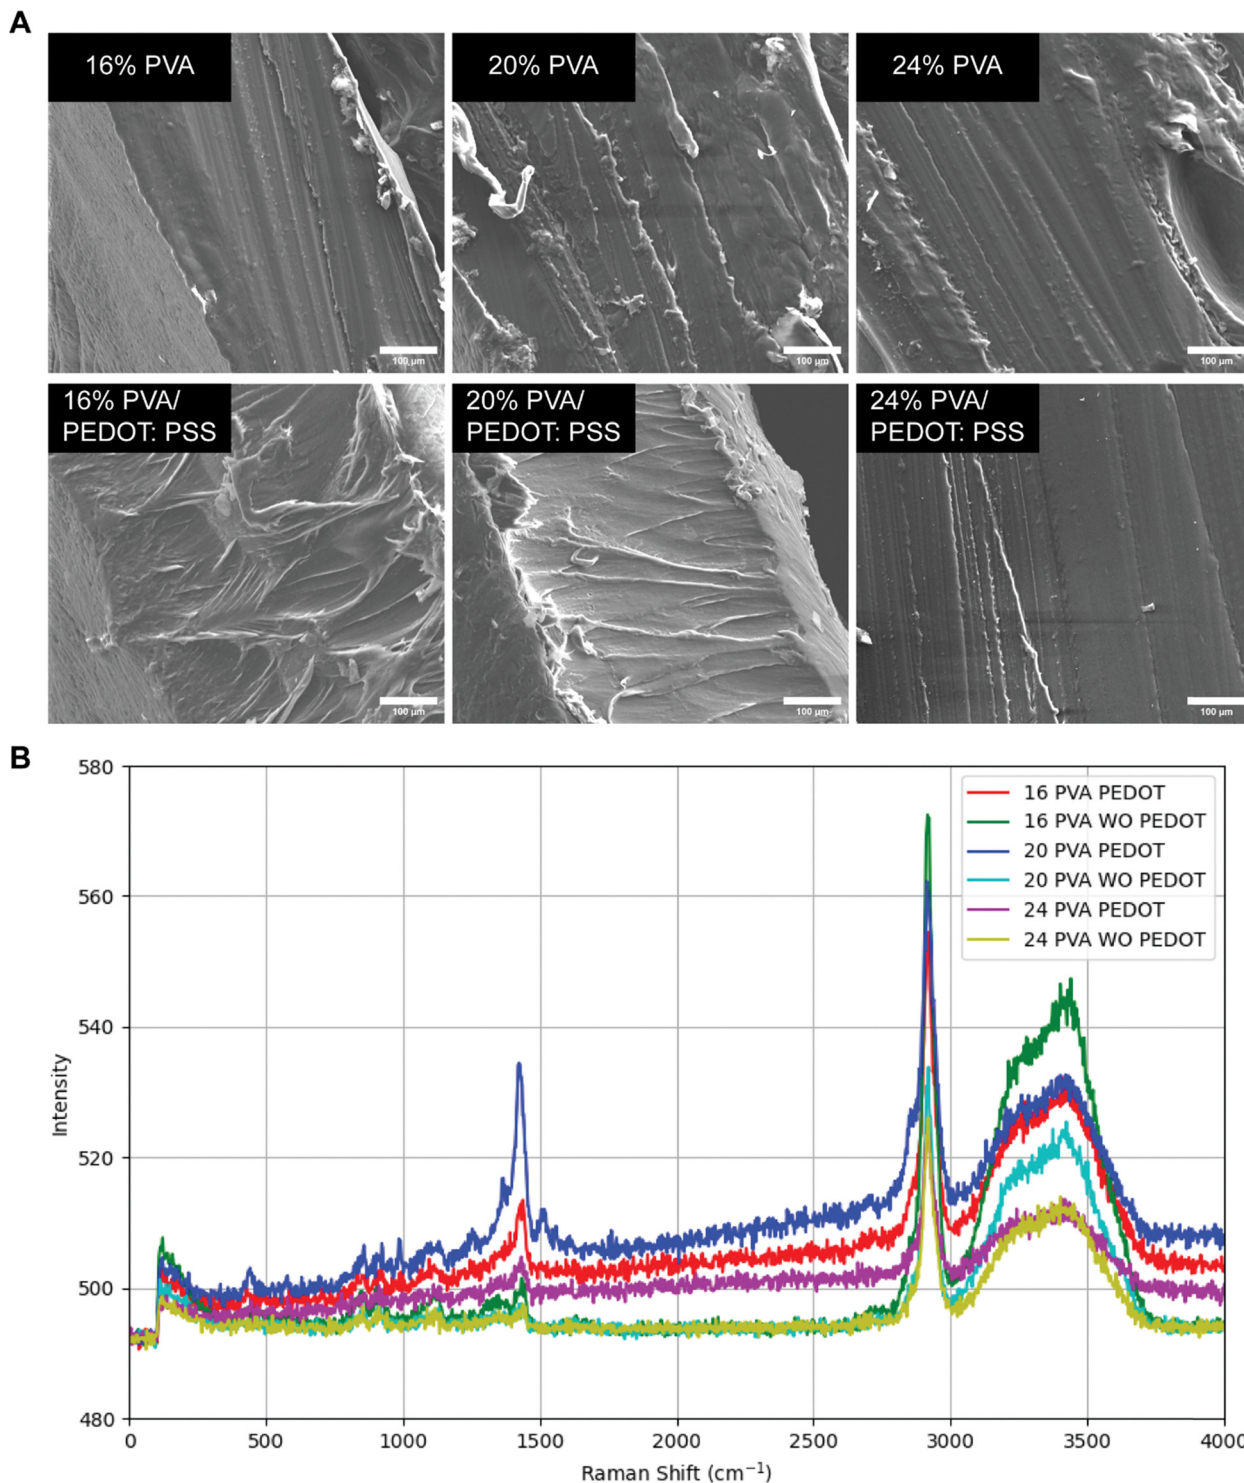 A
16% PVA
20% PVA
24% PVA
100 µm
100 µm
100 µm
16% PVA/
PEDOT: PSS
20% PVA/
PEDOT: PSS
24% PVA/
PEDOT: PSS
100 µm
100 µm
100 µm
B
580
560
540
520
500
480
Intensity
16 PVA PEDOT
16 PVA WO PEDOT
20 PVA PEDOT
20 PVA WO PEDOT
24 PVA PEDOT
24 PVA WO PEDOT
0
500
1000
1500
2000
2500
3000
3500
4000
Raman Shift (cm⁻¹)